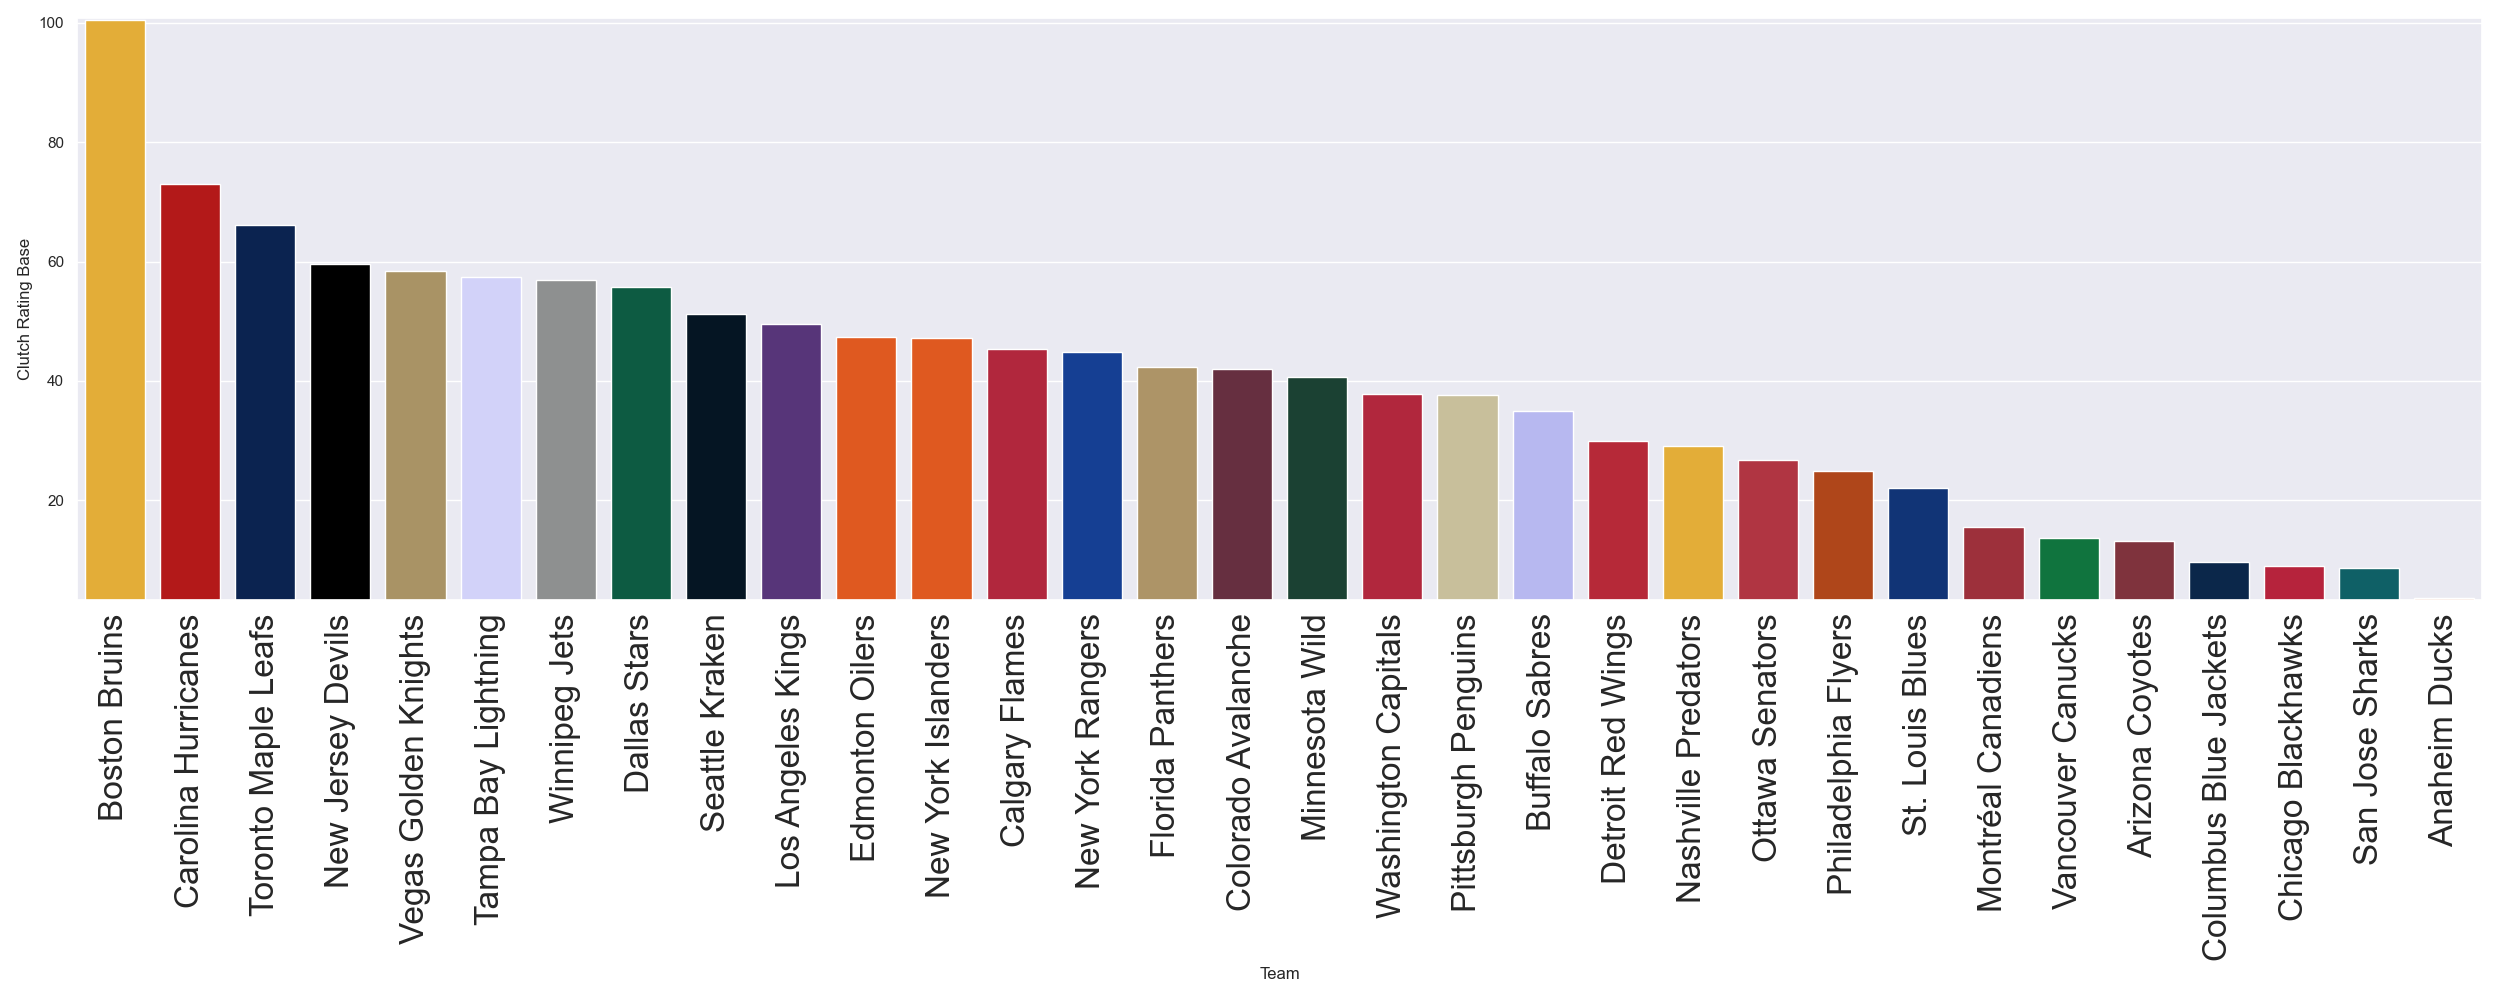 100
80
60
40
20
Clutch Rating Base
Boston Bruins
Carolina Hurricanes
Toronto Maple Leafs
New Jersey Devils
Vegas Golden Knights
Tampa Bay Lightning
Winnipeg Jets
Dallas Stars
Seattle Kraken
Los Angeles Kings
Edmonton Oilers
New York Islanders
Calgary Flames
New York Rangers
Florida Panthers
Colorado Avalanche
Minnesota Wild
Washington Capitals
Pittsburgh Penguins
Buffalo Sabres
Detroit Red Wings
Nashville Predators
Ottawa Senators
Philadelphia Flyers
St. Louis Blues
Montréal Canadiens
Vancouver Canucks
Arizona Coyotes
Columbus Blue Jackets
Chicago Blackhawks
San Jose Sharks
Anaheim Ducks
Team